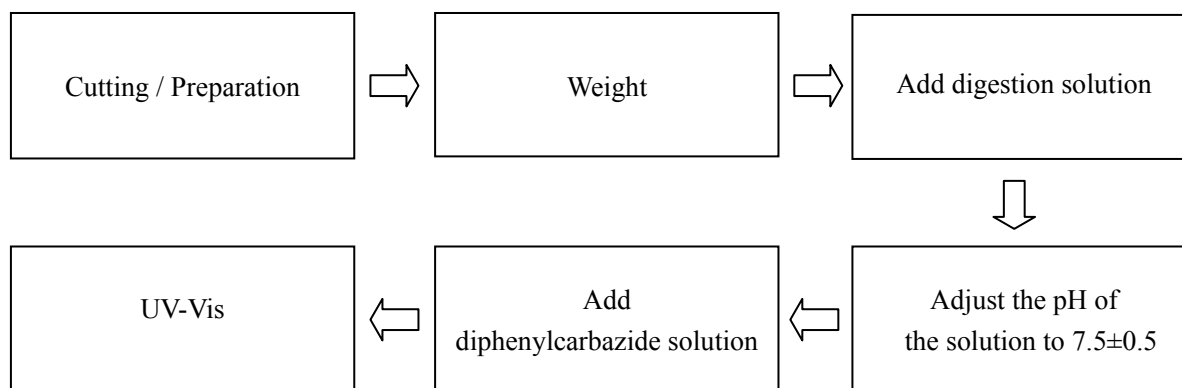 Cutting / Preparation
Weight
Add digestion solution
Adjust the pH of
the solution to 7.5±0.5
Add
diphenylcarbazide solution
UV-Vis